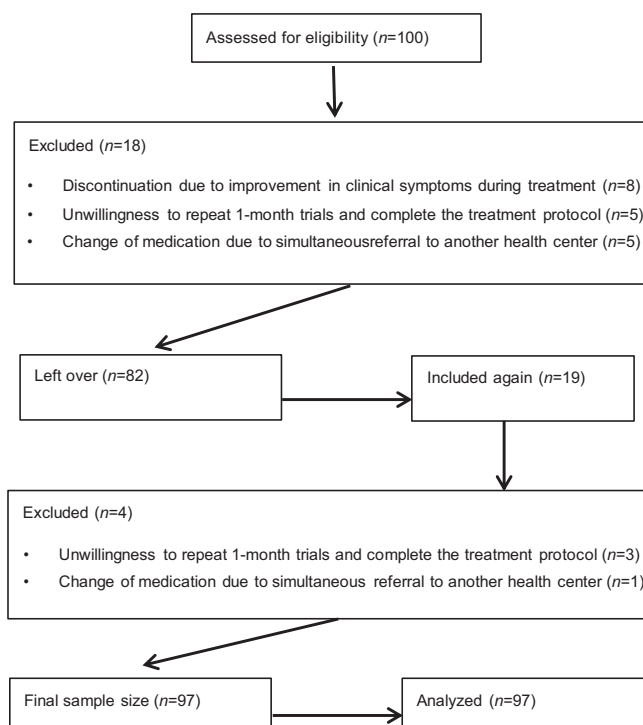 Assessed for eligibility (n=100)
Excluded (n=18)
• Discontinuation due to improvement in clinical symptoms during treatment (n=8)
• Unwillingness to repeat 1-month trials and complete the treatment protocol (n=5)
• Change of medication due to simultaneousreferral to another health center (n=5)
Left over (n=82)
Included again (n=19)
Excluded (n=4)
• Unwillingness to repeat 1-month trials and complete the treatment protocol (n=3)
• Change of medication due to simultaneous referral to another health center (n=1)
Final sample size (n=97)
Analyzed (n=97)